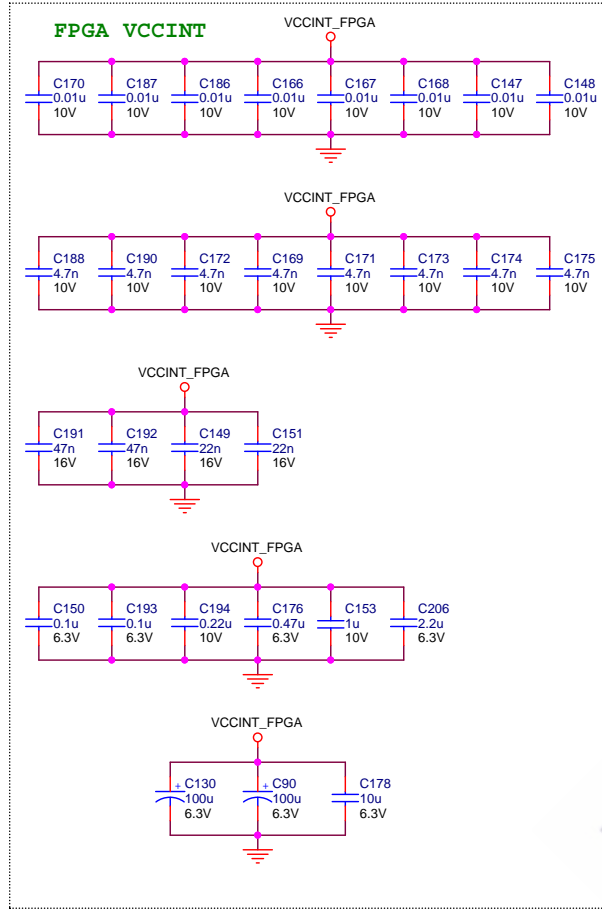 FPGA VCCINT
VCCINT_FPGA
C170 C187 C186 C166 C167 C168 C147 C148
0.01u 0.01u 0.01u 0.01u 0.01u 0.01u 0.01u 0.01u
10V 10V 10V 10V 10V 10V 10V 10V
VCCINT_FPGA
C188 C190 C172 C169 C171 C173 C174 C175
4.7n 4.7n 4.7n 4.7n 4.7n 4.7n 4.7n 4.7n
10V 10V 10V 10V 10V 10V 10V 10V
VCCINT_FPGA
C191 C192 C149 C151
47n 47n 22n 22n
16V 16V 16V 16V
VCCINT_FPGA
C150 C193 C194 C176 C153 C206
0.1u 0.1u 0.22u 0.47u 1u 2.2u
6.3V 6.3V 10V 6.3V 10V 6.3V
VCCINT_FPGA
+ C130 + C90 C178
100u 100u 10u
6.3V 6.3V 6.3V